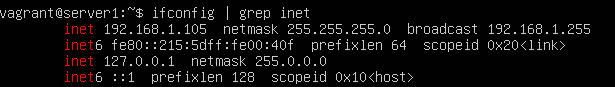 vagrant@server1:~$ ifconfig | grep inet
inet 192.168.1.105 netmask 255.255.255.0 broadcast 192.168.1.255
inet6 fe80::215:5dff:fe00:40f prefixlen 64 scopeid 0x20<link>
inet 127.0.0.1 netmask 255.0.0.0
inet6 ::1 prefixlen 128 scopeid 0x10<host>